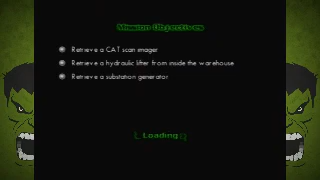 Mission Objectives
Retrieve a CAT scan imager
Retrieve a hydraulic lifter from inside the warehouse
Retrieve a substation generator
Loading